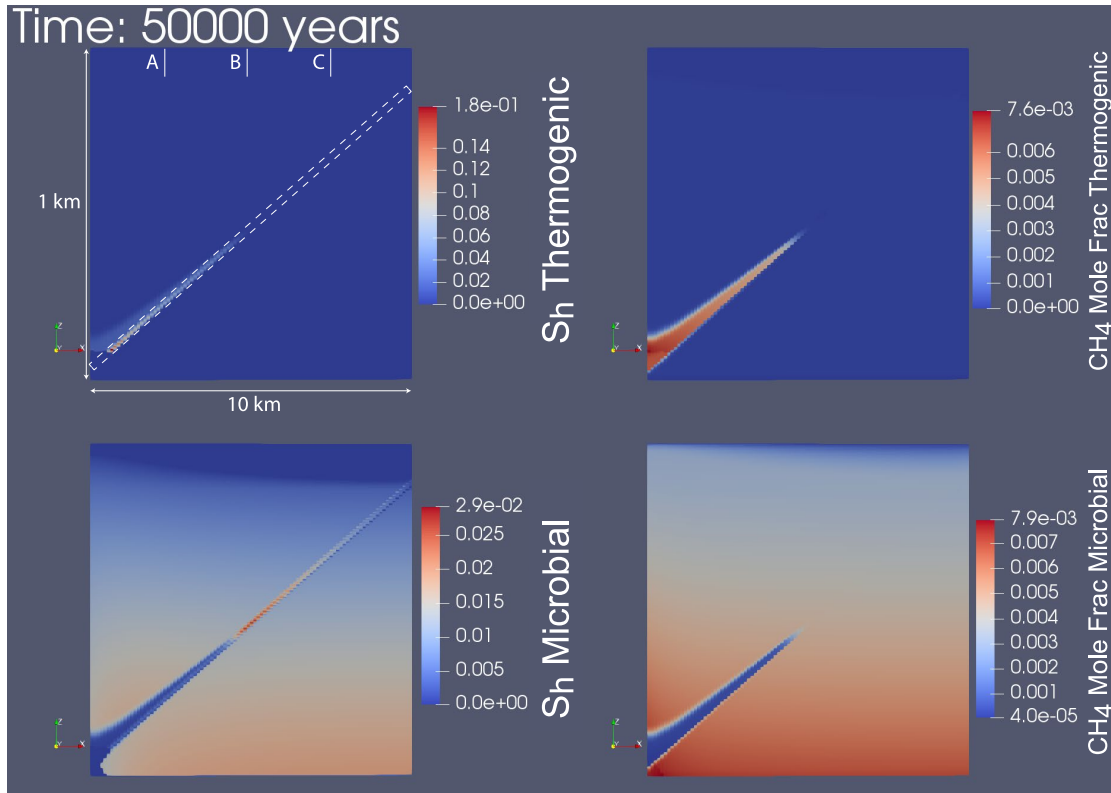 Time: 50000 years
A
B
C
1 km
10 km
1.8e-01
0.14
0.12
0.1
0.08
0.06
0.04
0.02
0.0e+00
Sh Thermogenic
7.6e-03
0.006
0.005
0.004
0.003
0.002
0.001
0.0e+00
CH4 Mole Frac Thermogenic
2.9e-02
0.025
0.02
0.015
0.01
0.005
0.0e+00
Sh Microbial
7.9e-03
0.007
0.006
0.005
0.004
0.003
0.002
0.001
4.0e-05
CH4 Mole Frac Microbial